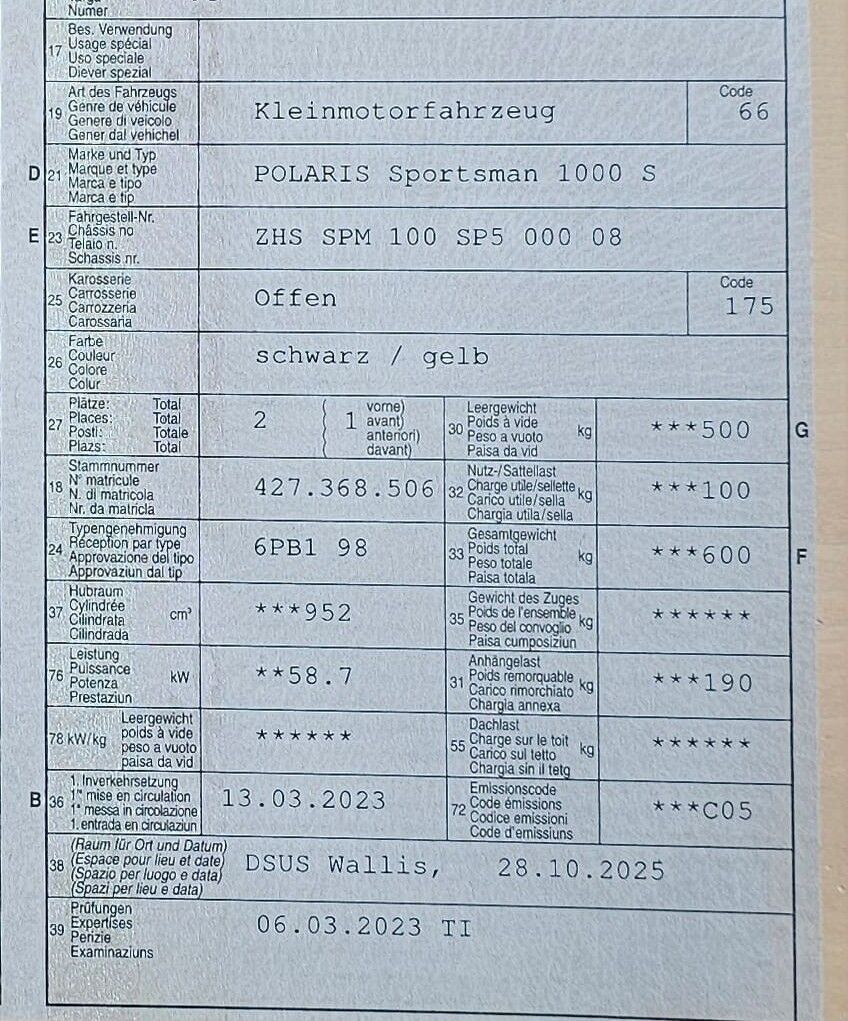 Numer
17 Bes. Verwendung
Usage spécial
Uso speciale
Diever spezial
19 Art des Fahrzeugs
Genre de véhicule
Genere di veicolo
Gener dal vehichel
Kleinmotorfahrzeug
Code
66
D 21 Marke und Typ
Marque et type
Marca e tipo
Marca e tip
POLARIS Sportsman 1000 S
E 23 Fahrgestell-Nr.
Châssis no
Telaio n.
Schassis nr.
ZHS SPM 100 SP5 000 08
25 Karosserie
Carrosserie
Carrozzeria
Carossaria
Offen
Code
175
26 Farbe
Couleur
Colore
Colur
schwarz / gelb
27 Plätze: Total
Places: Total
Posti: Totale
Plazs: Total
2 ( 1 vorne)
( avant)
( anteriori)
( davant)
30 Leergewicht
Poids à vide
Peso a vuoto
Paisa da vid
kg
***500
G
18 Stammnummer
N° matricule
N. di matricola
Nr. da matricla
427.368.506
32 Nutz-/Sattellast
Charge utile/sellette
Carico utile/sella
Chargia utila/sella
kg
***100
24 Typengenehmigung
Réception par type
Approvazione del tipo
Approvaziun dal tip
6PB1 98
33 Gesamtgewicht
Poids total
Peso totale
Paisa totala
kg
***600
F
37 Hubraum
Cylindrée
Cilindrata
Cilindrada
cm³
***952
35 Gewicht des Zuges
Poids de l'ensemble
Peso del convoglio
Paisa cumposiziun
kg
******
76 Leistung
Puissance
Potenza
Prestaziun
kW
**58.7
31 Anhängelast
Poids remorquable
Carico rimorchiato
Chargia annexa
kg
***190
78 kW/kg Leergewicht
poids à vide
peso a vuoto
paisa da vid
******
55 Dachlast
Charge sur le toit
Carico sul tetto
Chargia sin il tetg
kg
******
B 36 1. Inverkehrsetzung
1re mise en circulation
1a messa in circolazione
1. entrada en circulaziun
13.03.2023
72 Emissionscode
Code émissions
Codice emissioni
Code d'emissiuns
***C05
38 (Raum für Ort und Datum)
(Espace pour lieu et date)
(Spazio per luogo e data)
(Spazi per lieu e data)
DSUS Wallis, 28.10.2025
39 Prüfungen
Expertises
Perizie
Examinaziuns
06.03.2023 TI